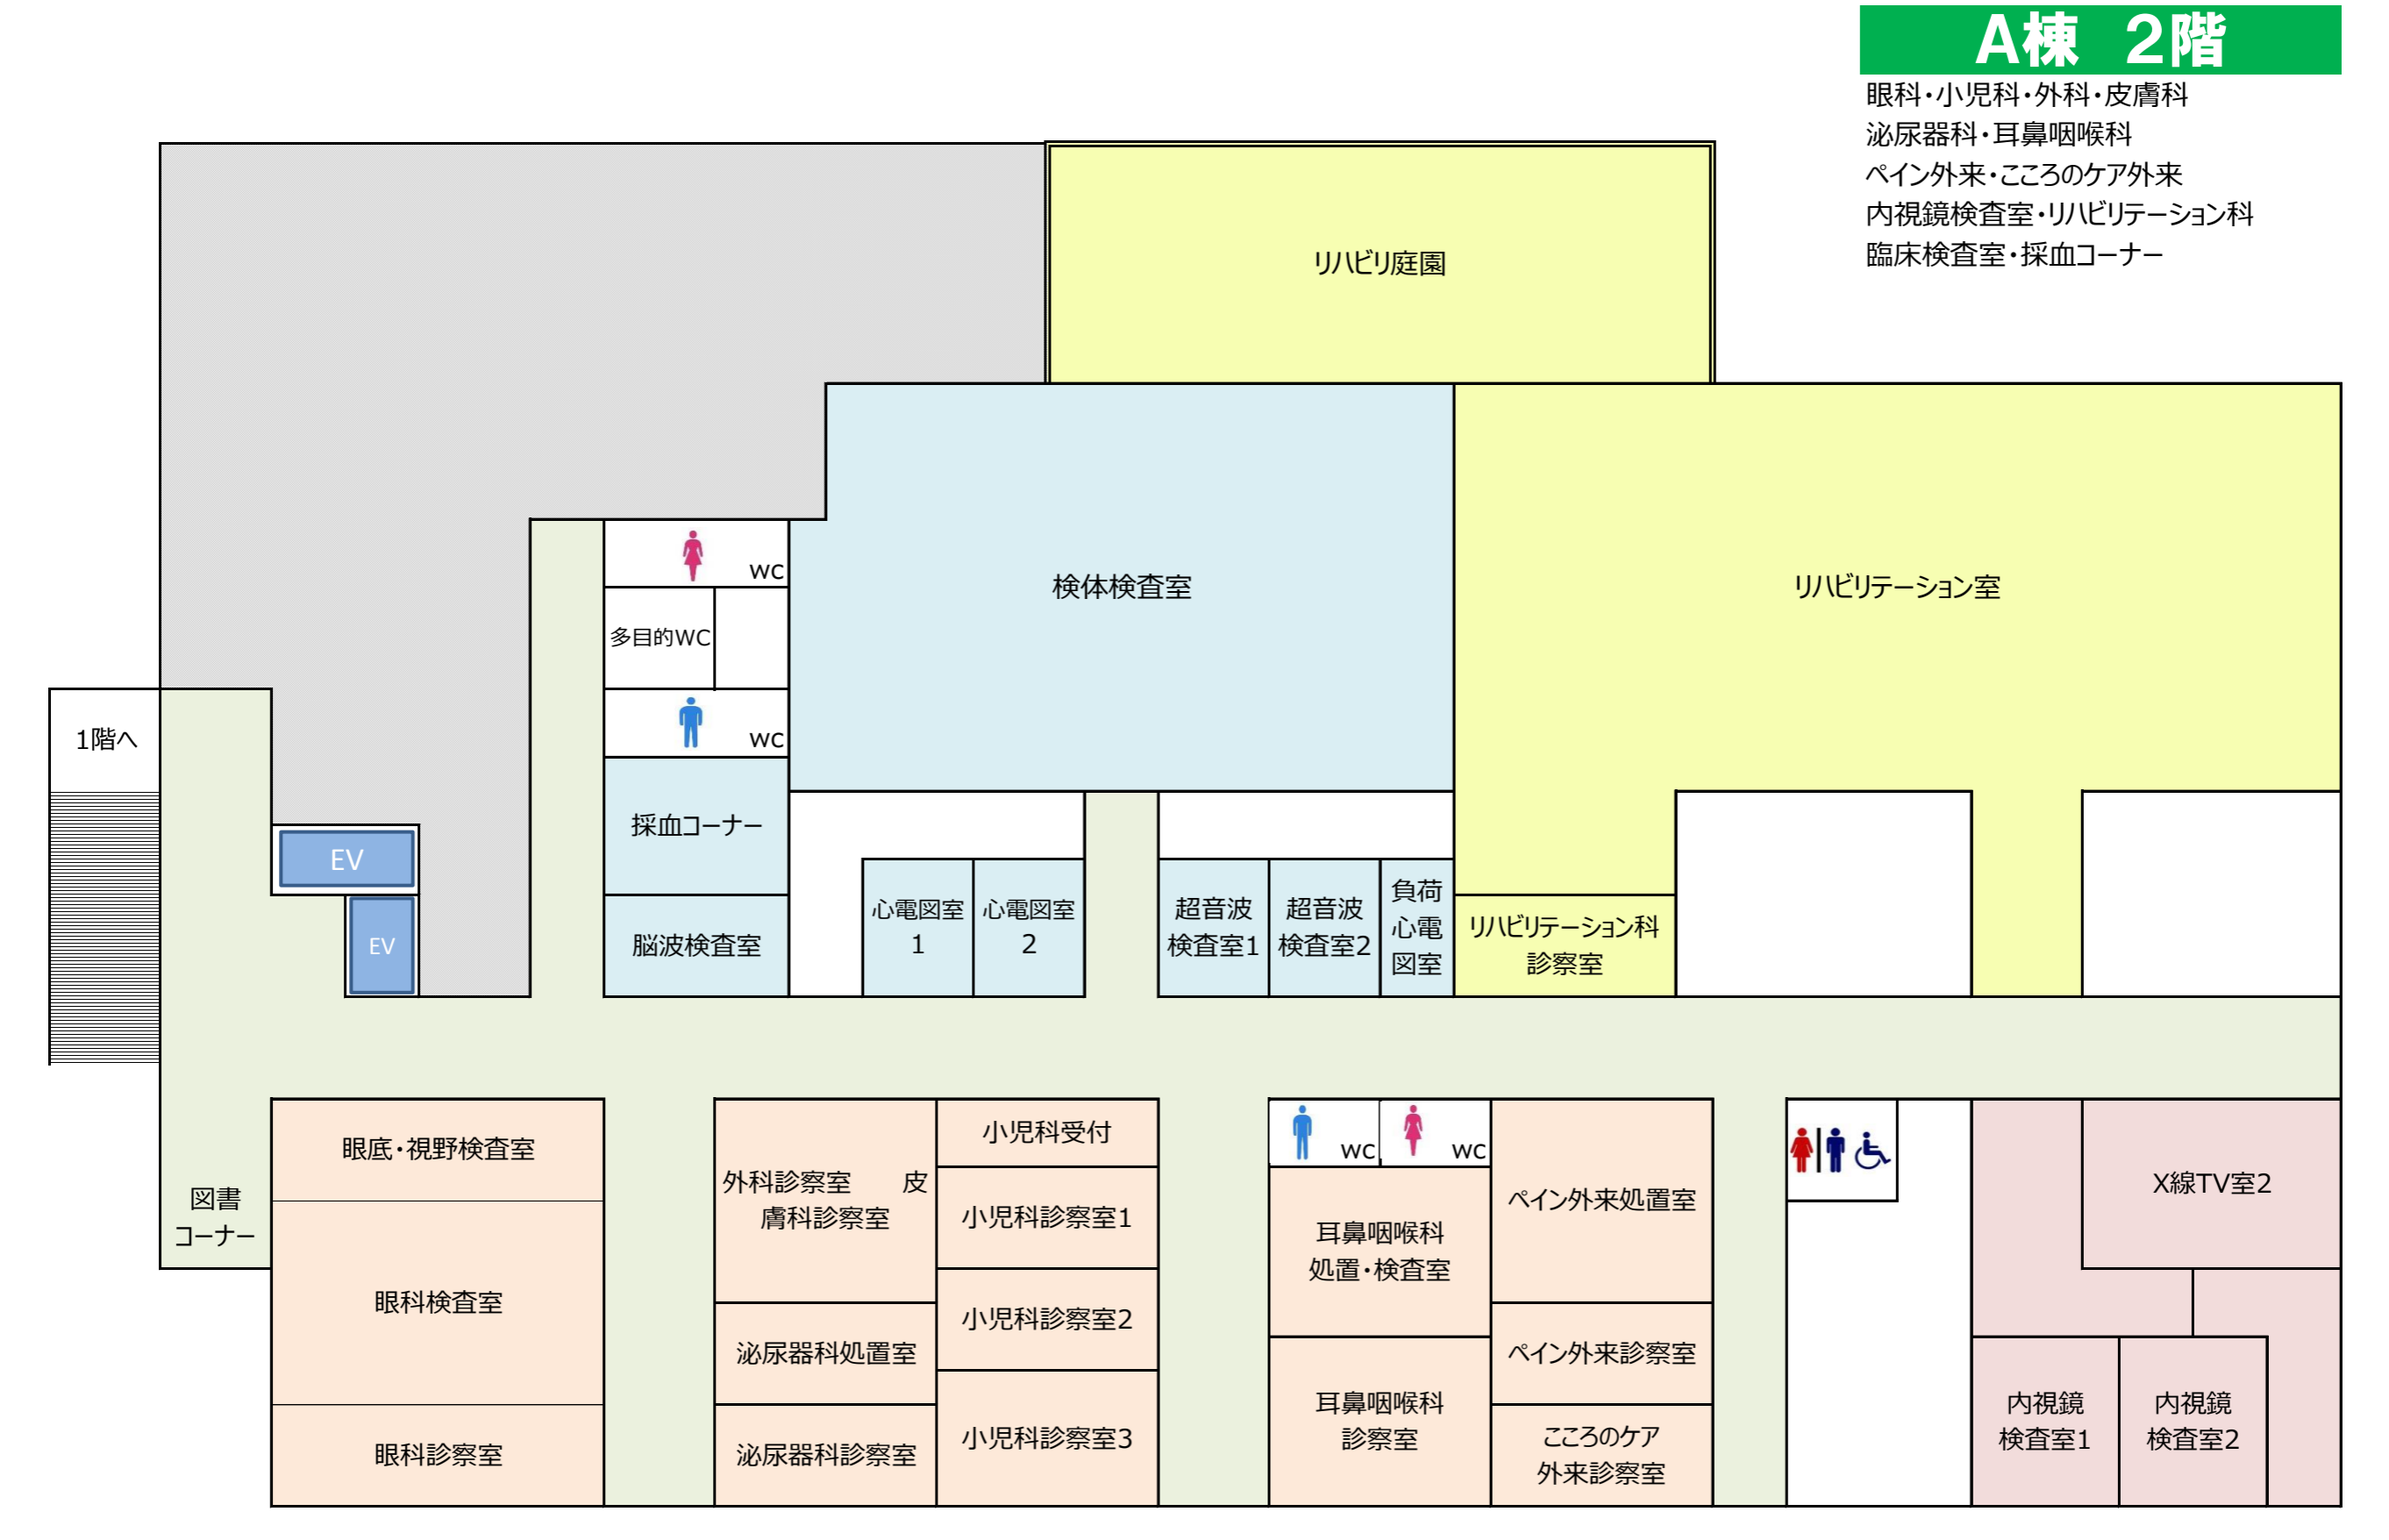 A棟 2階
眼科・小児科・外科・皮膚科
泌尿器科・耳鼻咽喉科
ペイン外来・こころのケア外来
内視鏡検査室・リハビリテーション科
臨床検査室・採血コーナー
リハビリ庭園
WC
検体検査室
リハビリテーション室
多目的WC
WC
1階へ
採血コーナー
EV
EV
脳波検査室
心電図室
1
心電図室
2
超音波
検査室1
超音波
検査室2
負荷
心電
図室
リハビリテーション科
診察室
眼底・視野検査室
図書
コーナー
眼科検査室
眼科診察室
外科診察室 皮
膚科診察室
泌尿器科処置室
泌尿器科診察室
小児科受付
小児科診察室1
小児科診察室2
小児科診察室3
WC
WC
耳鼻咽喉科
処置・検査室
耳鼻咽喉科
診察室
ペイン外来処置室
ペイン外来診察室
こころのケア
外来診察室
X線TV室2
内視鏡
検査室1
内視鏡
検査室2